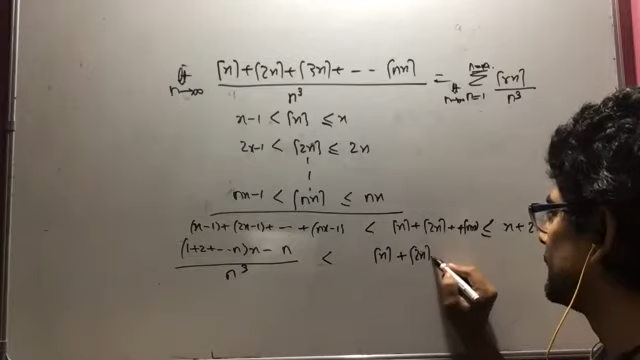 lt n→∞ [x]+[2x]+[3x]+ --- [nx] / n³ = lt n→∞ Σ n=1 n=∞ [rx] / n³
x-1 < [x] ≤ x
2x-1 < [2x] ≤ 2x
nx-1 < [nx] ≤ nx
(x-1)+(2x-1)+ --- +(nx-1) < [x]+[2x]+ +[nx] ≤ x+2
(1+2+---n)x - n / n³ < [x]+[2x]